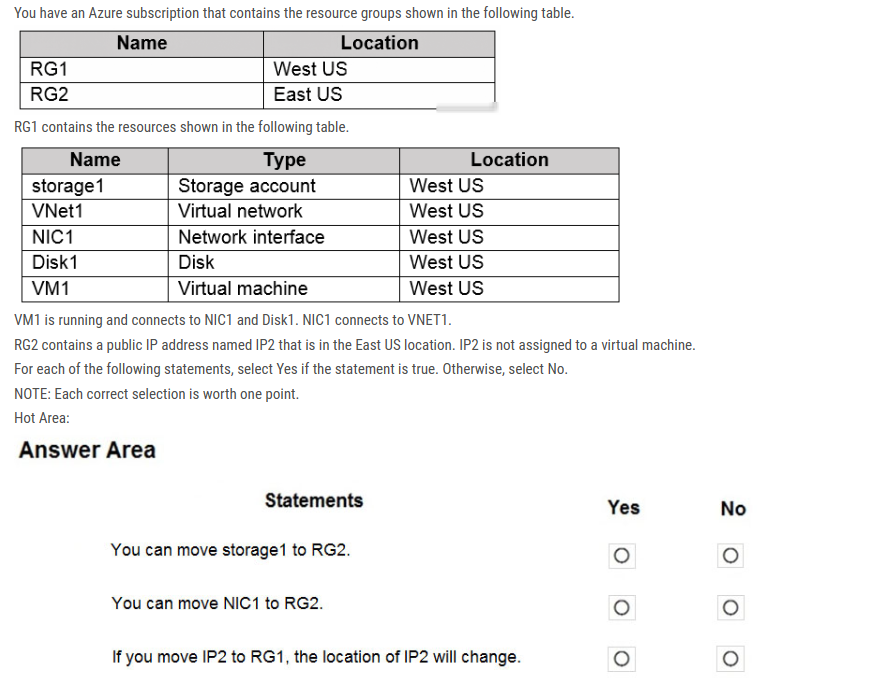 You have an Azure subscription that contains the resource groups shown in the following table.
Name Location
RG1 West US
RG2 East US
RG1 contains the resources shown in the following table.
Name Type Location
storage1 Storage account West US
VNet1 Virtual network West US
NIC1 Network interface West US
Disk1 Disk West US
VM1 Virtual machine West US
VM1 is running and connects to NIC1 and Disk1. NIC1 connects to VNET1.
RG2 contains a public IP address named IP2 that is in the East US location. IP2 is not assigned to a virtual machine.
For each of the following statements, select Yes if the statement is true. Otherwise, select No.
NOTE: Each correct selection is worth one point.
Hot Area:
Answer Area
Statements Yes No
You can move storage1 to RG2.
You can move NIC1 to RG2.
If you move IP2 to RG1, the location of IP2 will change.